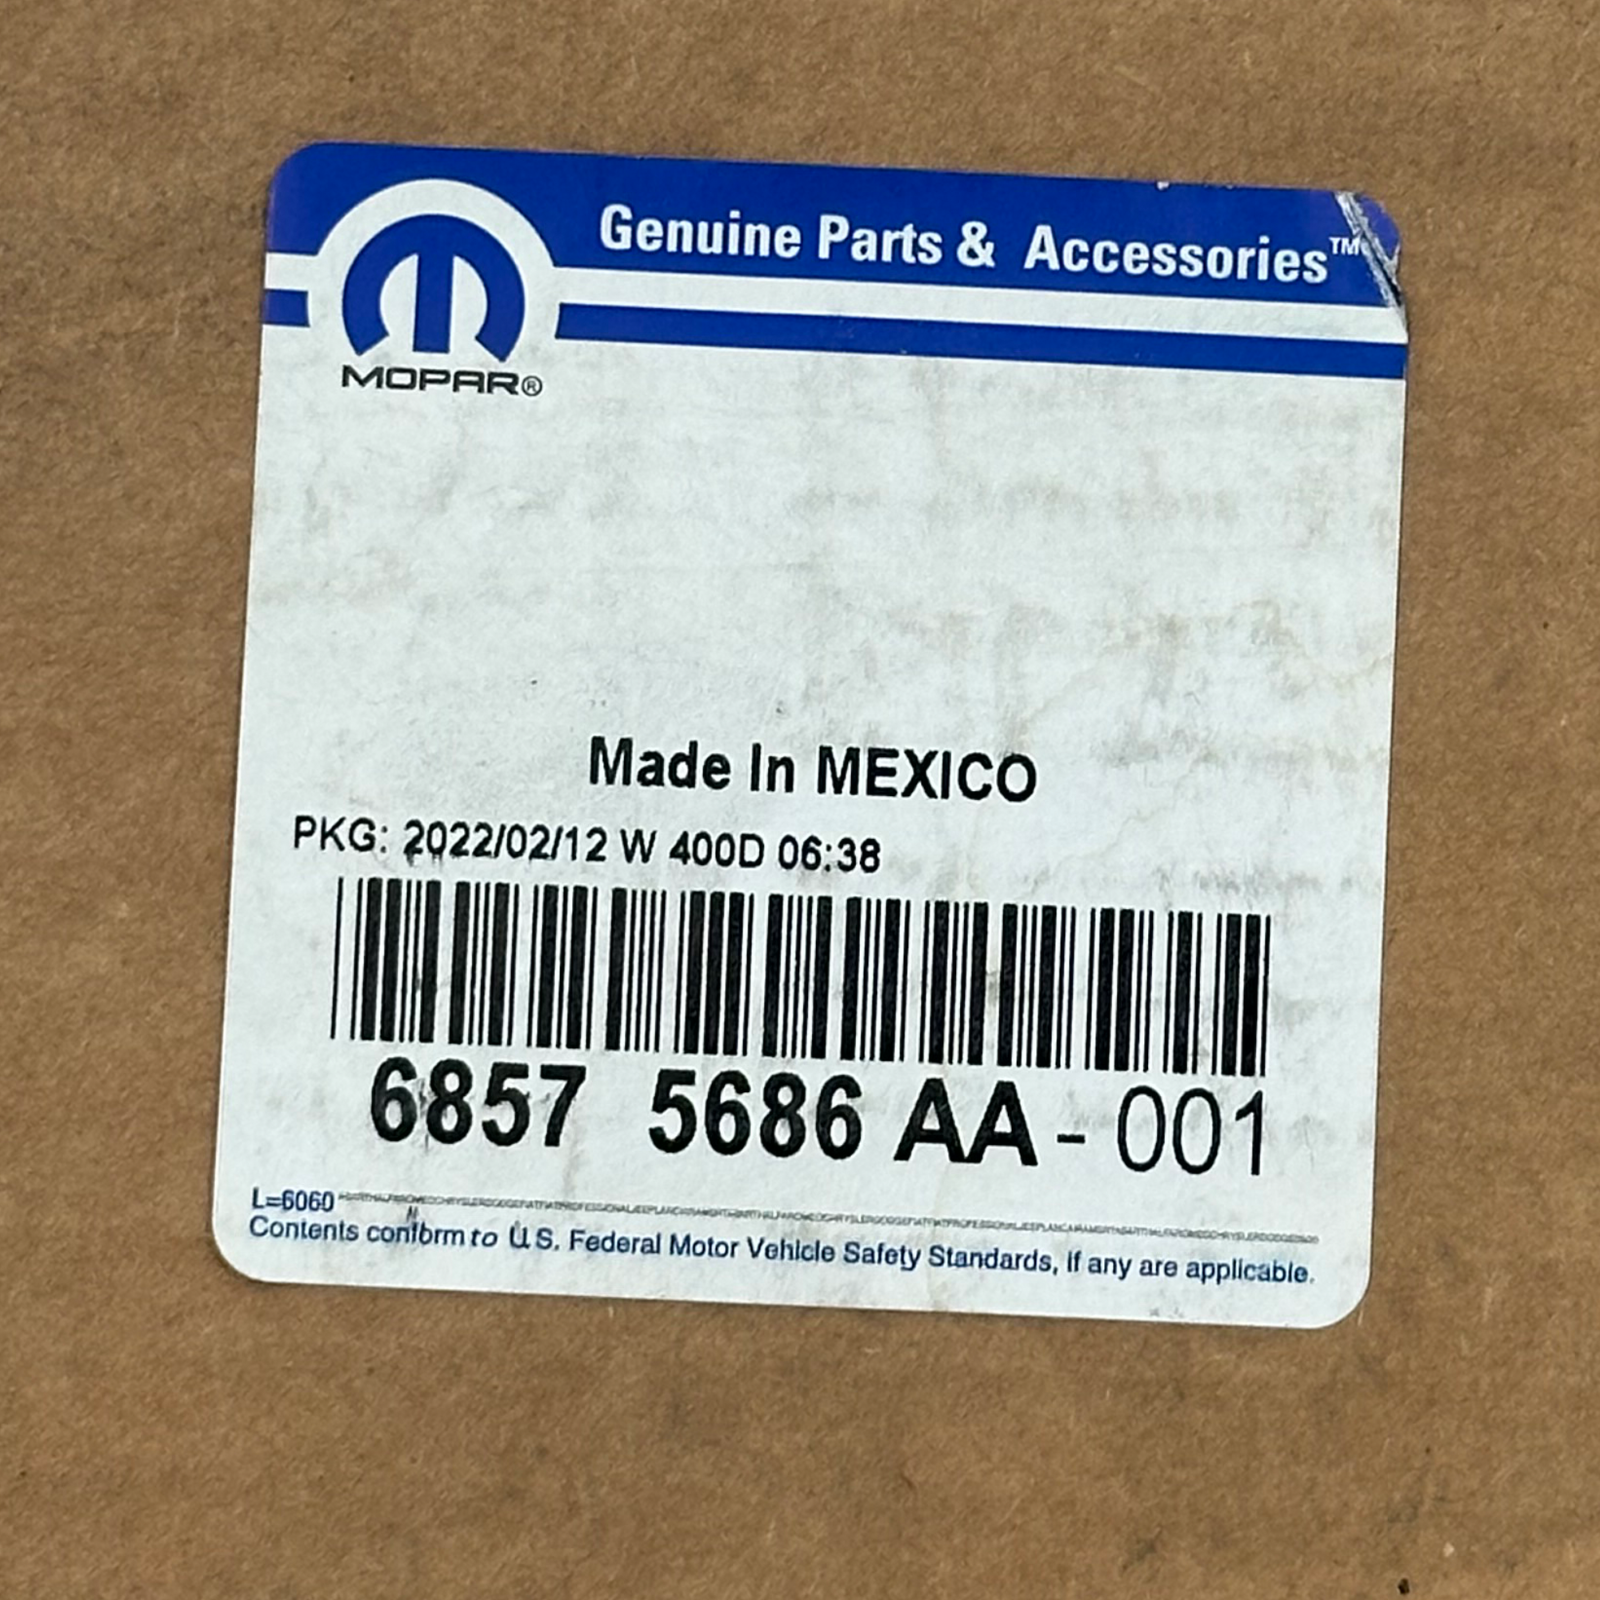 Genuine Parts & Accessories™
MOPAR®
Made In MEXICO
PKG: 2022/02/12 W 400D 06:38
6857 5686 AA - 001
L=6060
Contents conform to U.S. Federal Motor Vehicle Safety Standards, if any are applicable.